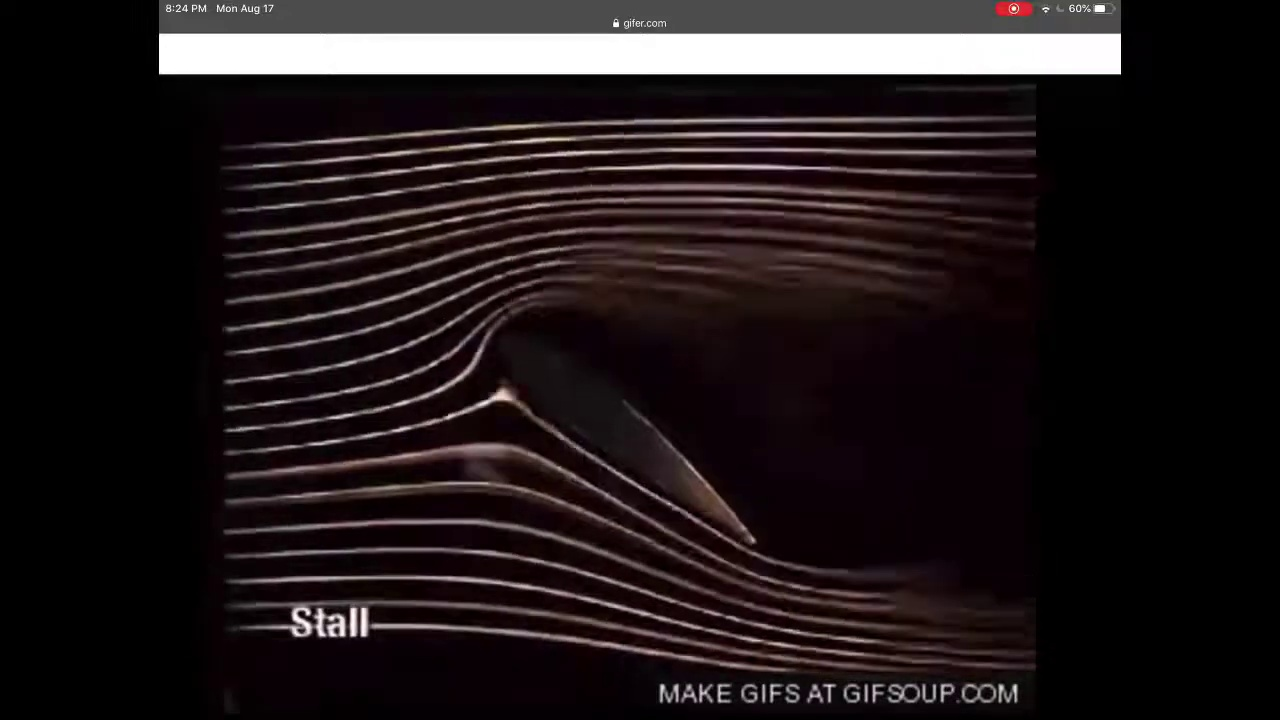 8:24 PM Mon Aug 17
60%
gifer.com
Stall
MAKE GIFS AT GIFSOUP.COM